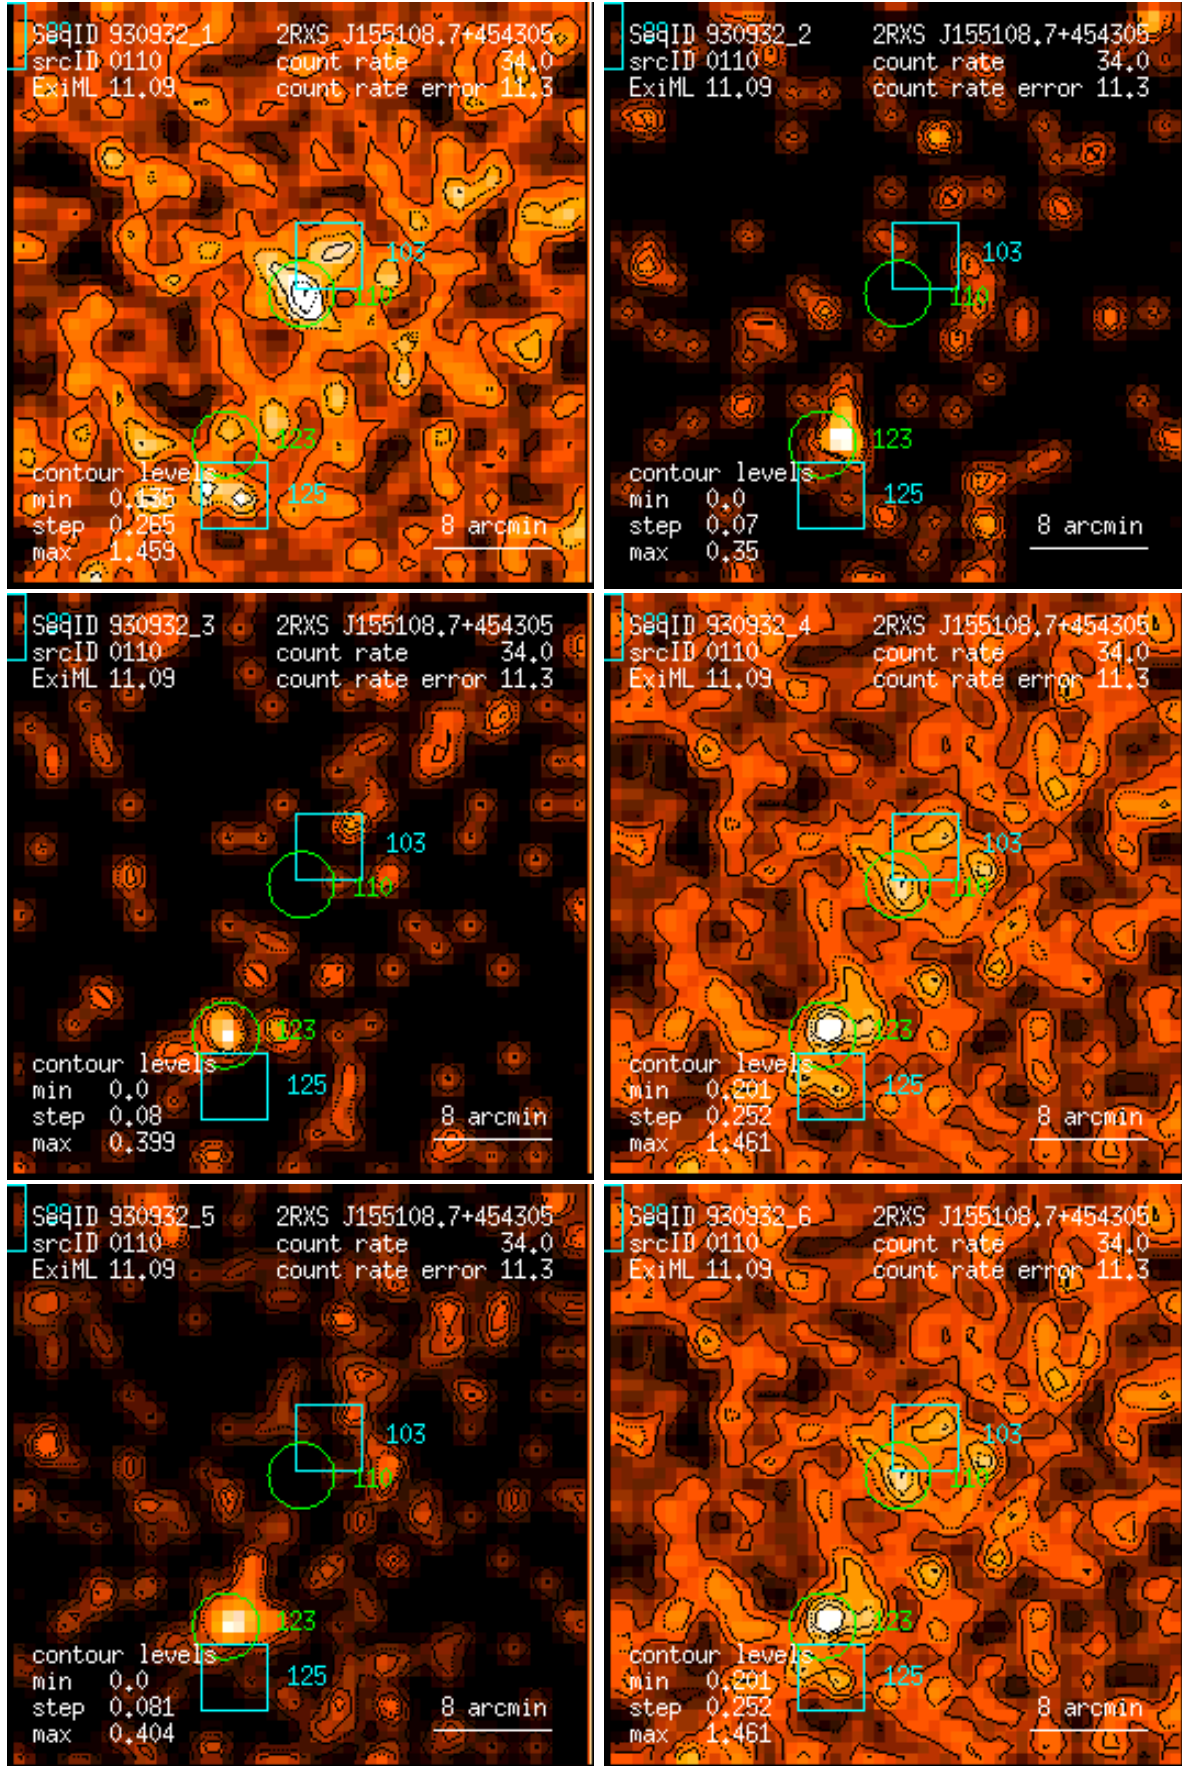 89
SeqID 930932_1 2RXS J155108.7+454305
srcID 0110 count rate 34.0
ExiML 11.09 count rate error 11.3
103
110
123
contour levels
125
min 0.135
step 0.265 8 arcmin
max 1.459
89
SeqID 930932_2 2RXS J155108.7+454305
srcID 0110 count rate 34.0
ExiML 11.09 count rate error 11.3
103
110
123
contour levels
125
min 0.0
step 0.07 8 arcmin
max 0.35
89
SeqID 930932_3 2RXS J155108.7+454305
srcID 0110 count rate 34.0
ExiML 11.09 count rate error 11.3
103
110
123
contour levels
125
min 0.0
step 0.08 8 arcmin
max 0.399
89
SeqID 930932_4 2RXS J155108.7+454305
srcID 0110 count rate 34.0
ExiML 11.09 count rate error 11.3
103
110
123
contour levels
125
min 0.201
step 0.252 8 arcmin
max 1.461
89
SeqID 930932_5 2RXS J155108.7+454305
srcID 0110 count rate 34.0
ExiML 11.09 count rate error 11.3
103
110
123
contour levels
125
min 0.0
step 0.081 8 arcmin
max 0.404
89
SeqID 930932_6 2RXS J155108.7+454305
srcID 0110 count rate 34.0
ExiML 11.09 count rate error 11.3
103
110
123
contour levels
125
min 0.201
step 0.252 8 arcmin
max 1.461